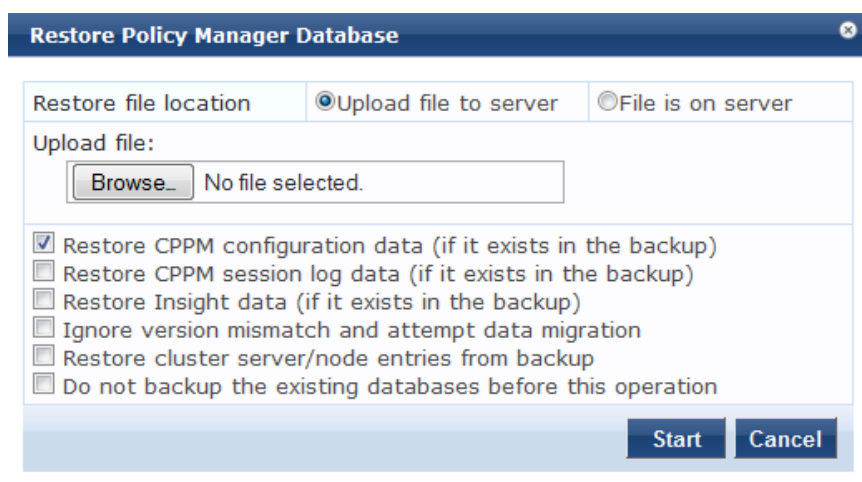 Restore Policy Manager Database
Restore file location Upload file to server File is on server
Upload file:
Browse_ No file selected.
Restore CPPM configuration data (if it exists in the backup)
Restore CPPM session log data (if it exists in the backup)
Restore Insight data (if it exists in the backup)
Ignore version mismatch and attempt data migration
Restore cluster server/node entries from backup
Do not backup the existing databases before this operation
Start Cancel